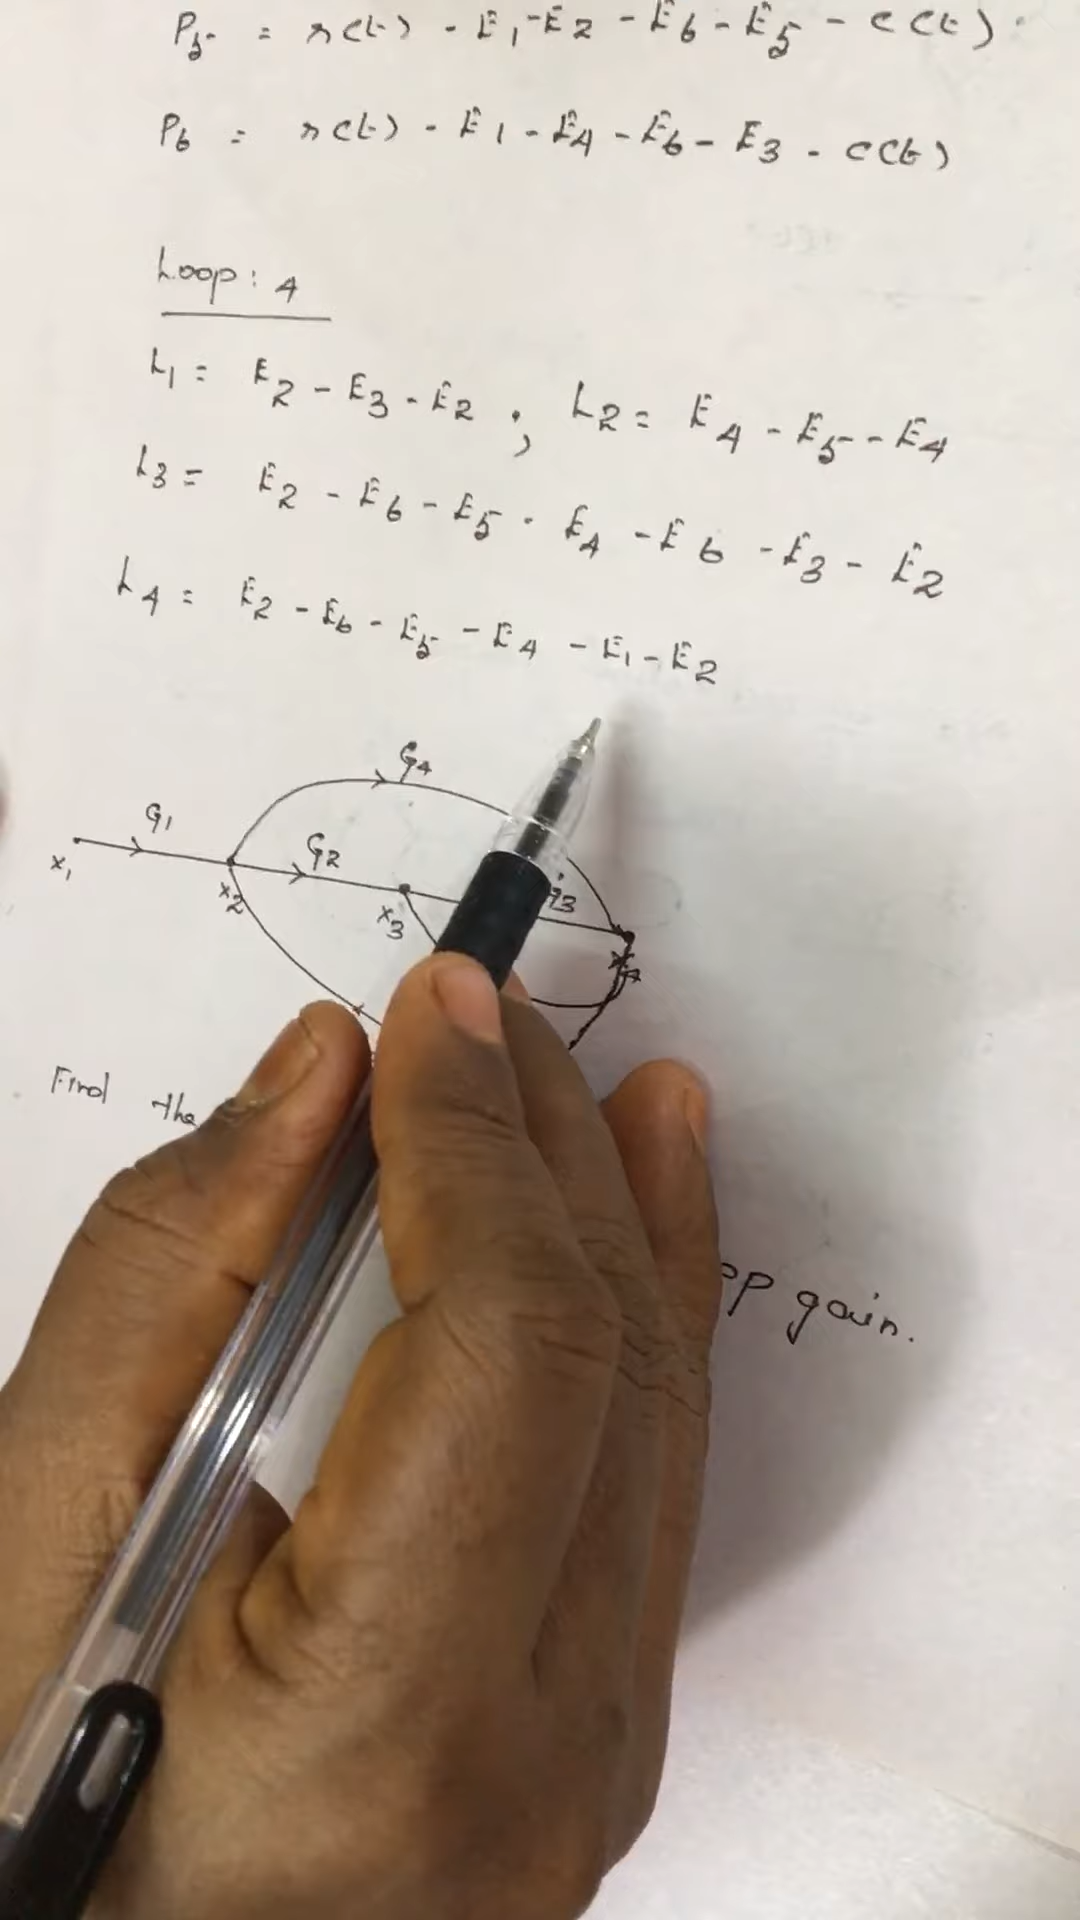 P5 = r(t) - E1 - E2 - E6 - E5 - c(t)
P6 = r(t) - E1 - E4 - E6 - E3 - c(t)
Loop: 4
L1 = E2 - E3 - E2 ; L2 = E4 - E5 - E4
L3 = E2 - E6 - E5 - E4 - E6 - E3 - E2
L4 = E2 - E6 - E5 - E4 - E1 - E2
G4
G1 G2
x1 x2 x3
Find the
gain.